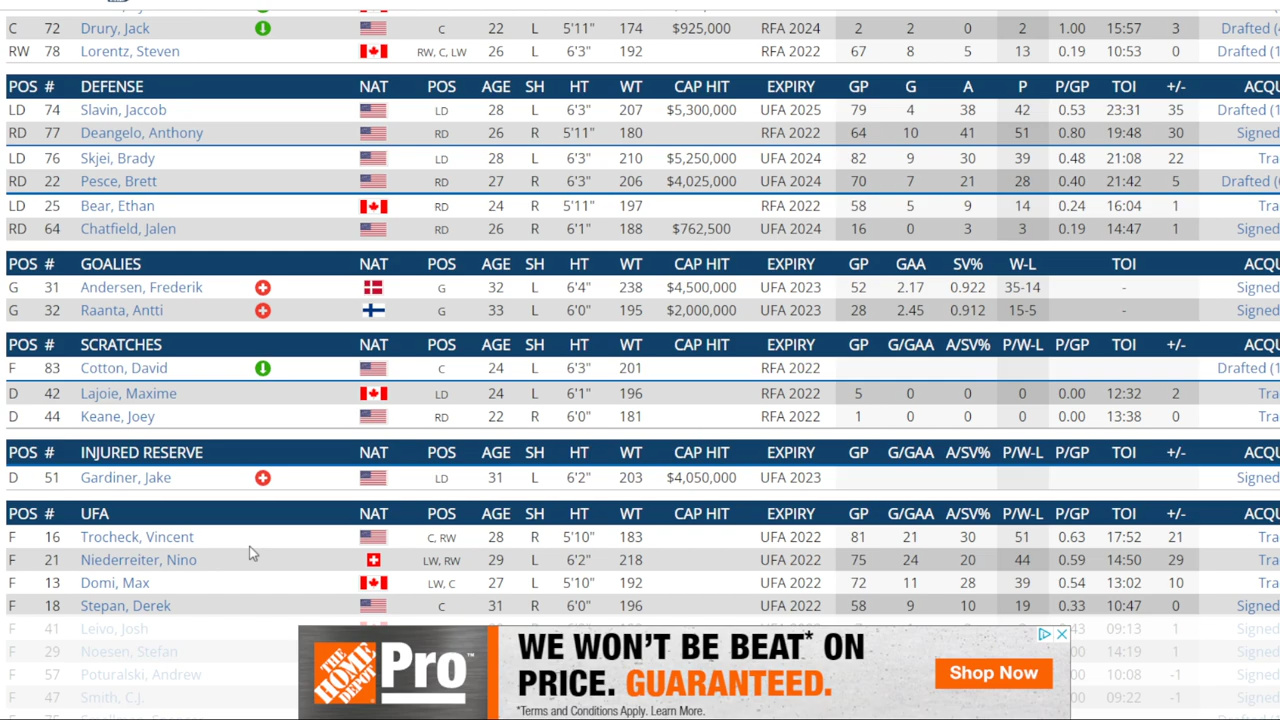 C 72 Drury, Jack C 22 5'11" 174 $925,000 RFA 2024 2 2 0 2 1.00 15:57 3 Drafted
RW 78 Lorentz, Steven RW, C, LW 26 L 6'3" 192 RFA 2022 67 8 5 13 0.19 10:53 0 Drafted (1
POS # DEFENSE NAT POS AGE SH HT WT CAP HIT EXPIRY GP G A P P/GP TOI +/- ACQU
LD 74 Slavin, Jaccob LD 28 L 6'3" 207 $5,300,000 UFA 2025 79 4 38 42 0.53 23:31 35 Drafted (1
RD 77 Deangelo, Anthony RD 26 R 5'11" 180 RFA 2022 64 10 41 51 0.80 19:48 30 Signed
LD 76 Skjei, Brady LD 28 L 6'3" 210 $5,250,000 UFA 2024 82 9 30 39 0.48 21:08 22 Tra
RD 22 Pesce, Brett RD 27 R 6'3" 206 $4,025,000 UFA 2024 70 7 21 28 0.40 21:42 5 Drafted
LD 25 Bear, Ethan RD 24 R 5'11" 197 RFA 2022 58 5 9 14 0.24 16:04 1 Tra
RD 64 Chatfield, Jalen RD 26 R 6'1" 188 $762,500 UFA 2024 16 0 3 3 0.19 14:47 1 Signed
POS # GOALIES NAT POS AGE SH HT WT CAP HIT EXPIRY GP GAA SV% W-L TOI ACQU
G 31 Andersen, Frederik G 32 L 6'4" 238 $4,500,000 UFA 2023 52 2.17 0.922 35-14 - Signed
G 32 Raanta, Antti G 33 L 6'0" 195 $2,000,000 UFA 2023 28 2.45 0.912 15-5 - Signed
POS # SCRATCHES NAT POS AGE SH HT WT CAP HIT EXPIRY GP G/GAA A/SV% P/W-L P/GP TOI +/- ACQU
F 83 Cotton, David C 24 L 6'3" 201 RFA 2022 Drafted (1
D 42 Lajoie, Maxime LD 24 L 6'1" 196 RFA 2022 5 0 0 0 0.00 12:32 2 Tra
D 44 Keane, Joey RD 22 R 6'0" 181 RFA 2022 1 0 0 0 0.00 13:38 0 Tra
POS # INJURED RESERVE NAT POS AGE SH HT WT CAP HIT EXPIRY GP G/GAA A/SV% P/W-L P/GP TOI +/- ACQU
D 51 Gardiner, Jake LD 31 L 6'2" 203 $4,050,000 UFA 2023 Signed
POS # UFA NAT POS AGE SH HT WT CAP HIT EXPIRY GP G/GAA A/SV% P/W-L P/GP TOI +/- ACQU
F 16 Trocheck, Vincent C, RW 28 R 5'10" 183 UFA 2022 81 21 30 51 0.63 17:52 21 Tra
F 21 Niederreiter, Nino LW, RW 29 L 6'2" 218 UFA 2022 75 24 20 44 0.59 14:50 29 Tra
F 13 Domi, Max LW, C 27 L 5'10" 192 UFA 2022 72 11 28 39 0.54 13:02 10 Tra
F 18 Stepan, Derek C 31 R 6'0" 196 UFA 2022 58 9 10 19 0.33 10:47 0 Signed
F 41 Leivo, Josh 09:13 1 Signed
F 29 Noesen, Stefan 14:19 1 Signed
F 57 Poturalski, Andrew 10:08 -1 Signed
F 47 Smith, C.j. 09:22 -1 Signed
THE HOME DEPOT Pro™
WE WON'T BE BEAT* ON
PRICE. GUARANTEED.
*Terms and Conditions Apply. Learn More.
Shop Now